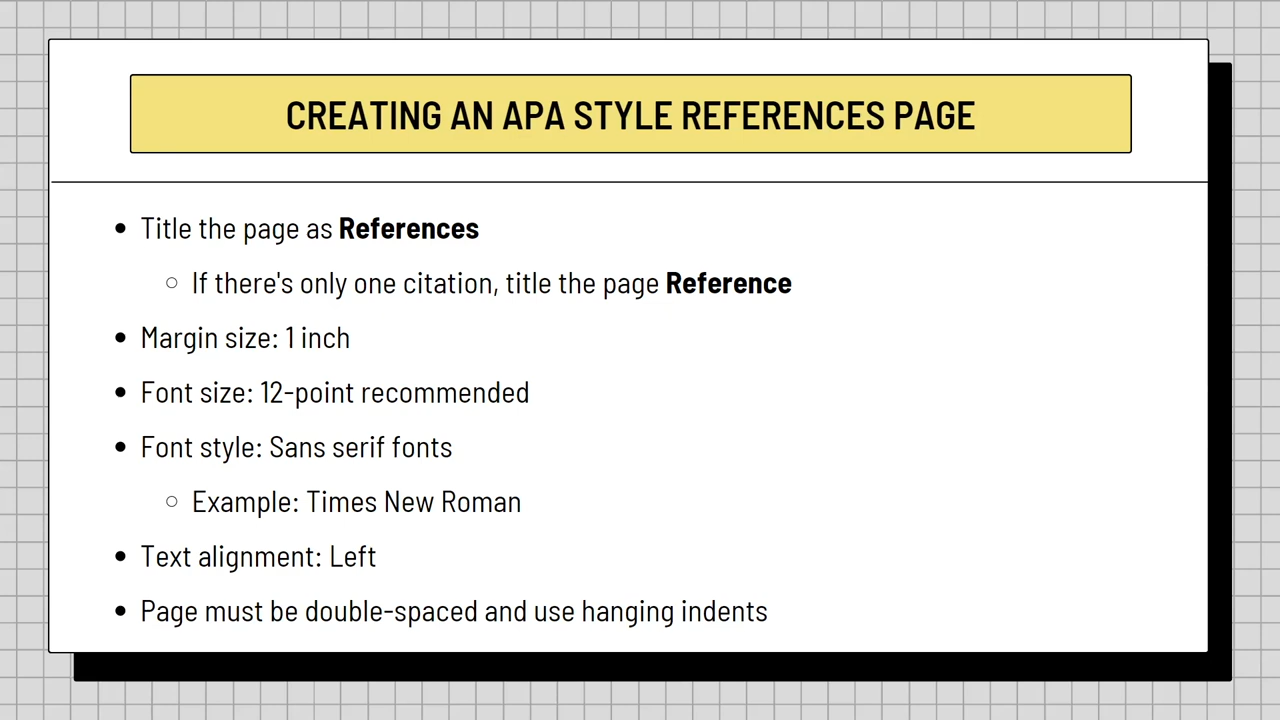 CREATING AN APA STYLE REFERENCES PAGE
Title the page as References
If there's only one citation, title the page Reference
Margin size: 1 inch
Font size: 12-point recommended
Font style: Sans serif fonts
Example: Times New Roman
Text alignment: Left
Page must be double-spaced and use hanging indents